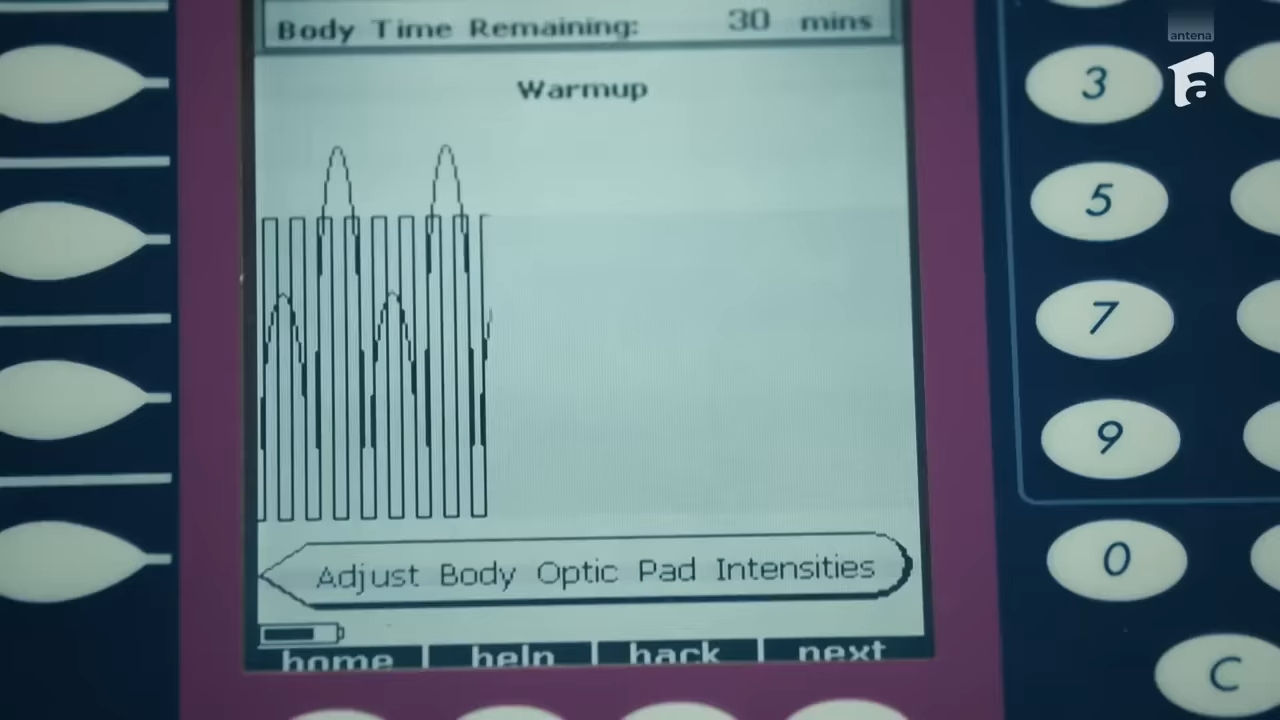 Body Time Remaining: 30 mins
Warmup
Adjust Body Optic Pad Intensities
home help back next
3
5
7
9
0
C
antena
a